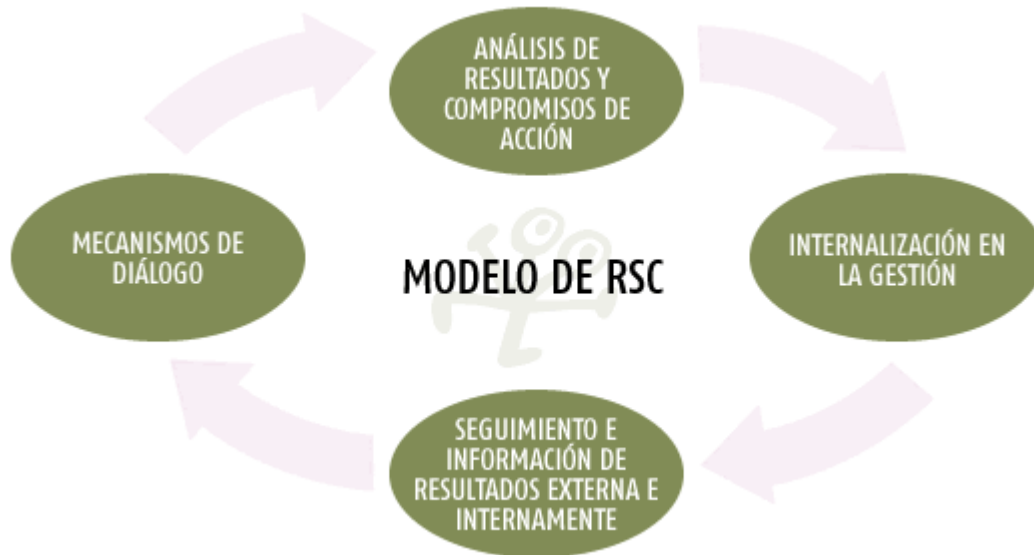 ANÁLISIS DE
RESULTADOS Y
COMPROMISOS DE
ACCIÓN
MECANISMOS DE
DIÁLOGO
MODELO DE RSC
INTERNALIZACIÓN EN
LA GESTIÓN
SEGUIMIENTO E
INFORMACIÓN DE
RESULTADOS EXTERNA E
INTERNAMENTE